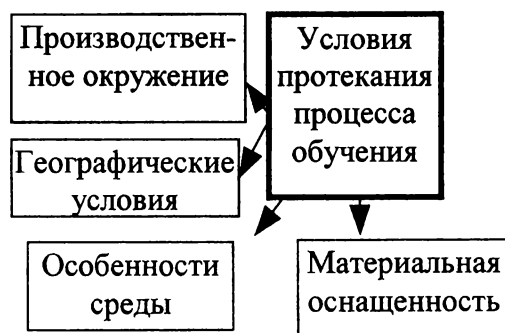 Производствен-
ное окружение
Условия
протекания
процесса
обучения
Географические
условия
Особенности
среды
Материальная
оснащенность